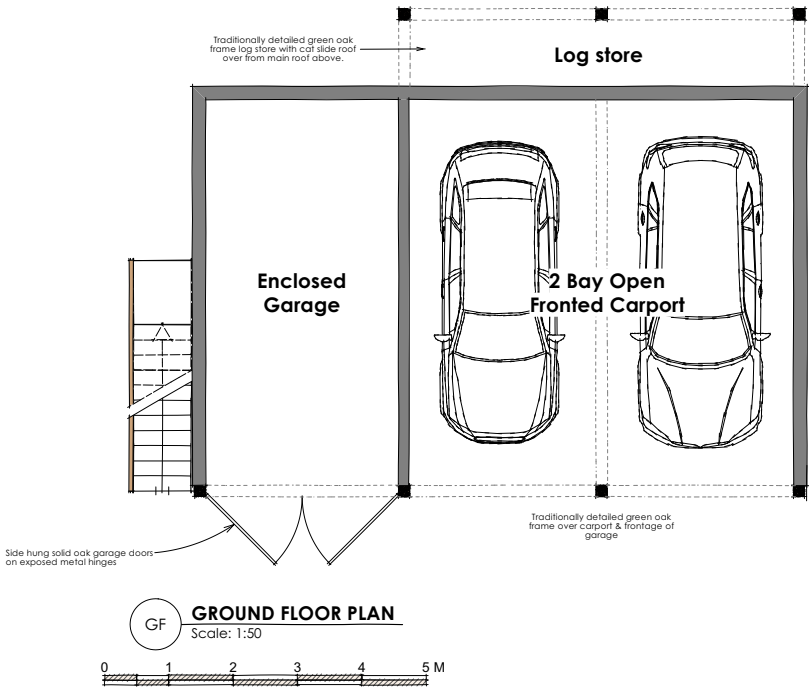 Traditionally detailed green oak
frame log store with cat slide roof
over from main roof above.
Log store
Enclosed
Garage
2 Bay Open
Fronted Carport
Traditionally detailed green oak
frame over carport & frontage of
garage
Side hung solid oak garage doors
on exposed metal hinges
GF
GROUND FLOOR PLAN
Scale: 1:50
0 1 2 3 4 5 M